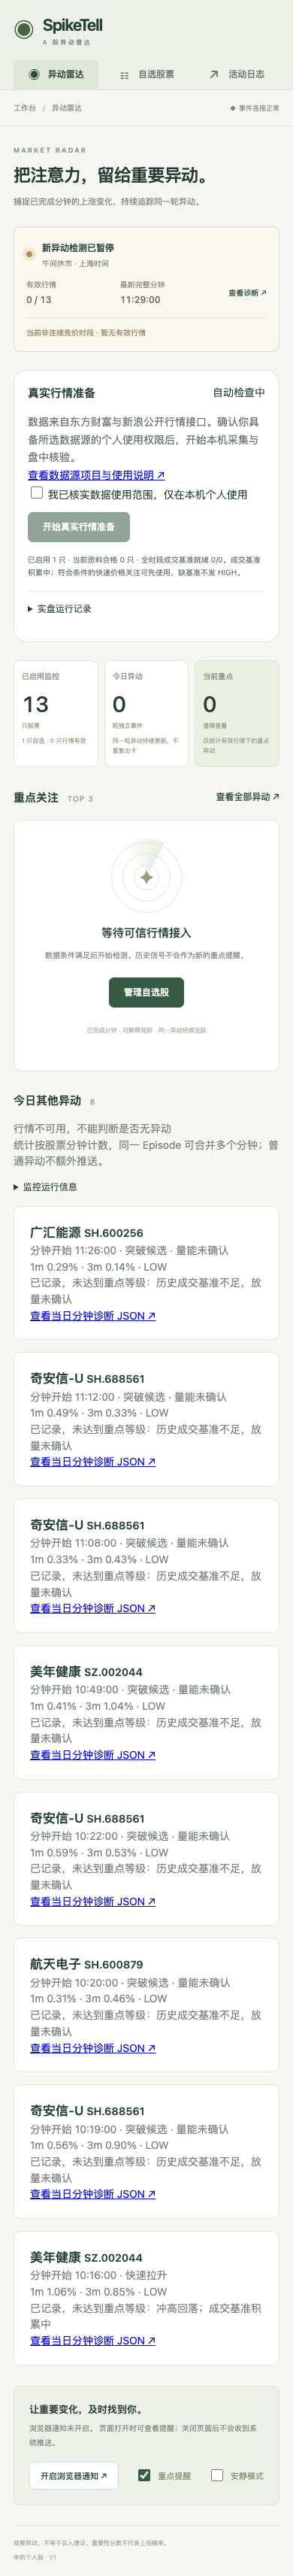 SpikeTell
A 股异动雷达
异动雷达
自选股票
活动日志
工作台 / 异动雷达
事件连接正常
MARKET RADAR
把注意力，留给重要异动。
捕捉已完成分钟的上涨变化，持续追踪同一轮异动。
新异动检测已暂停
午间休市 · 上海时间
有效行情
最新完整分钟
0 / 13
11:29:00
查看诊断 ↗
当前非连续竞价时段 · 暂无有效行情
真实行情准备
自动检查中
数据来自东方财富与新浪公开行情接口。确认你具
备所选数据源的个人使用权限后，开始本机采集与
盘中核验。
查看数据源项目与使用说明 ↗
我已核实数据使用范围，仅在本机个人使用
开始真实行情准备
已启用 1 只 · 当前资料合格 0 只 · 全时段成交基准就绪 0/0。成交基准
积累中；符合条件的快速价格关注可先使用，缺基准不发 HIGH。
▶ 实盘运行记录
已启用监控
13
只股票
1 只自选 · 0 只行情有效
今日异动
0
轮独立事件
同一轮异动持续更新，不
重复出卡
当前重点
0
值得查看
仅统计有效行情下的重点
异动
重点关注 TOP 3
查看全部异动 ↗
等待可信行情接入
数据条件满足后开始检测。历史信号不会作为新的重点提醒。
管理自选股
已完成分钟 · 可解释规则 · 同一异动持续追踪
今日其他异动 8
行情不可用，不能判断是否无异动
统计按股票分钟计数，同一 Episode 可合并多个分钟；普
通异动不额外推送。
▶ 监控运行信息
广汇能源 SH.600256
分钟开始 11:26:00 · 突破候选 · 量能未确认
1m 0.29% · 3m 0.14% · LOW
已记录，未达到重点等级：历史成交基准不足，放
量未确认
查看当日分钟诊断 JSON ↗
奇安信-U SH.688561
分钟开始 11:12:00 · 突破候选 · 量能未确认
1m 0.49% · 3m 0.33% · LOW
已记录，未达到重点等级：历史成交基准不足，放
量未确认
查看当日分钟诊断 JSON ↗
奇安信-U SH.688561
分钟开始 11:08:00 · 突破候选 · 量能未确认
1m 0.33% · 3m 0.43% · LOW
已记录，未达到重点等级：历史成交基准不足，放
量未确认
查看当日分钟诊断 JSON ↗
美年健康 SZ.002044
分钟开始 10:49:00 · 突破候选 · 量能未确认
1m 0.41% · 3m 1.04% · LOW
已记录，未达到重点等级：历史成交基准不足，放
量未确认
查看当日分钟诊断 JSON ↗
奇安信-U SH.688561
分钟开始 10:22:00 · 突破候选 · 量能未确认
1m 0.59% · 3m 0.53% · LOW
已记录，未达到重点等级：历史成交基准不足，放
量未确认
查看当日分钟诊断 JSON ↗
航天电子 SH.600879
分钟开始 10:20:00 · 突破候选 · 量能未确认
1m 0.31% · 3m 0.46% · LOW
已记录，未达到重点等级：历史成交基准不足，放
量未确认
查看当日分钟诊断 JSON ↗
奇安信-U SH.688561
分钟开始 10:19:00 · 突破候选 · 量能未确认
1m 0.56% · 3m 0.90% · LOW
已记录，未达到重点等级：历史成交基准不足，放
量未确认
查看当日分钟诊断 JSON ↗
美年健康 SZ.002044
分钟开始 10:16:00 · 快速拉升
1m 1.06% · 3m 0.85% · LOW
已记录，未达到重点等级：冲高回落；成交基准积
累中
查看当日分钟诊断 JSON ↗
让重要变化，及时找到你。
浏览器通知未开启。 页面打开时可查看提醒；关闭页面后不会收到系
统推送。
开启浏览器通知 ↗
重点提醒
安静模式
观察异动，不等于买入建议。重要性分数不代表上涨概率。
本机个人版 · V1